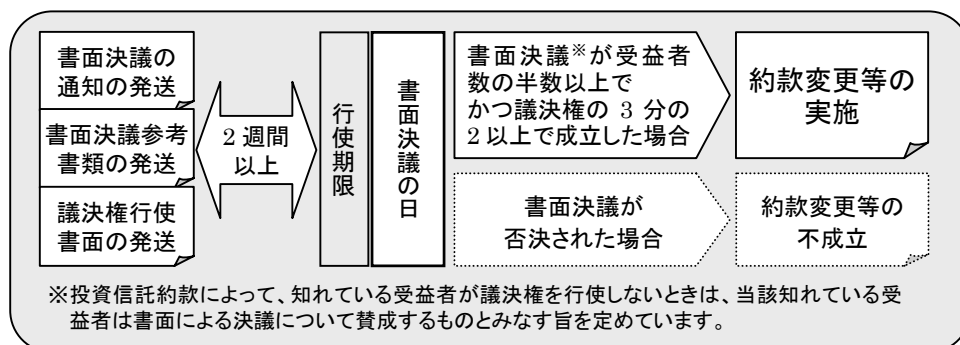 書面決議の
通知の発送
書面決議参考
書類の発送
議決権行使
書面の発送
2 週間
以上
行使期限
書面決議の日
書面決議※が受益者
数の半数以上で
かつ議決権の 3 分の
2 以上で成立した場合
約款変更等の
実施
書面決議が
否決された場合
約款変更等の
不成立
※投資信託約款によって、知れている受益者が議決権を行使しないときは、当該知れている受
益者は書面による決議について賛成するものとみなす旨を定めています。